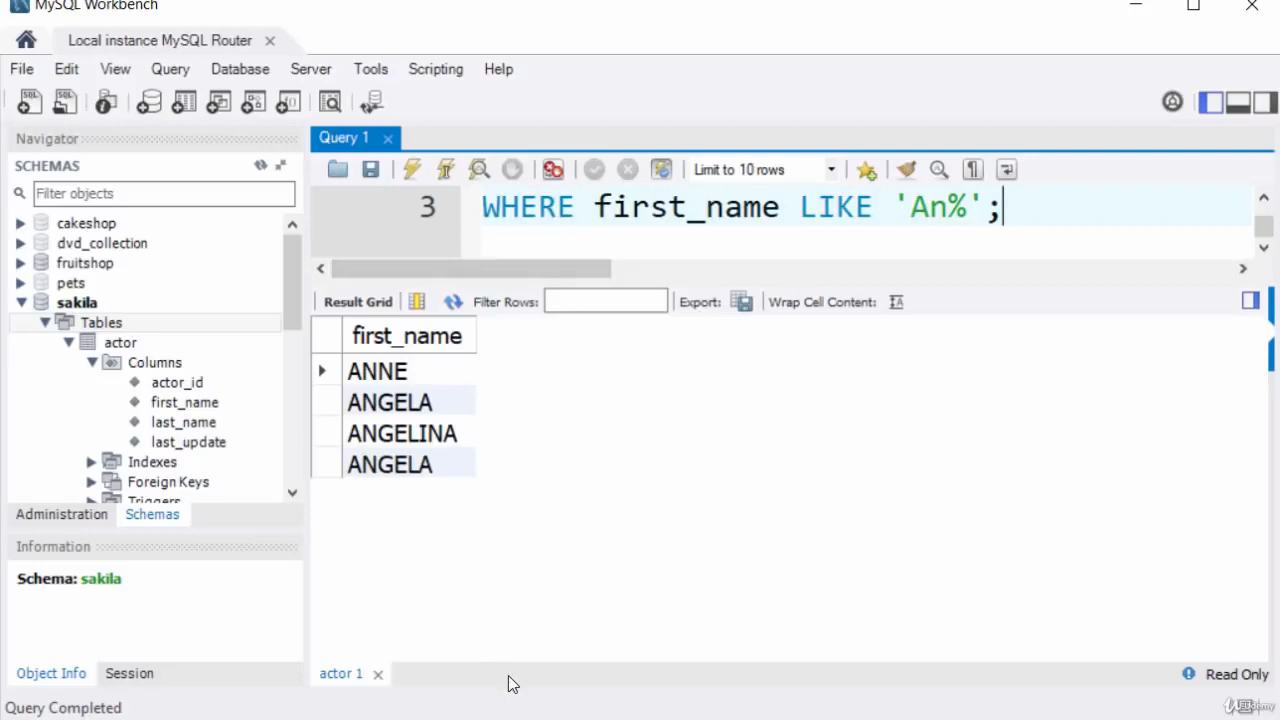 MySQL Workbench
Local instance MySQL Router
File Edit View Query Database Server Tools Scripting Help
Navigator
SCHEMAS
Filter objects
cakeshop
dvd_collection
fruitshop
pets
sakila
Tables
actor
Columns
actor_id
first_name
last_name
last_update
Indexes
Foreign Keys
Triggers
Administration Schemas
Information
Schema: sakila
Object Info Session
Query 1
Limit to 10 rows
3 WHERE first_name LIKE 'An%';
Result Grid Filter Rows: Export: Wrap Cell Content:
first_name
ANNE
ANGELA
ANGELINA
ANGELA
actor 1
Read Only
Query Completed
Udemy